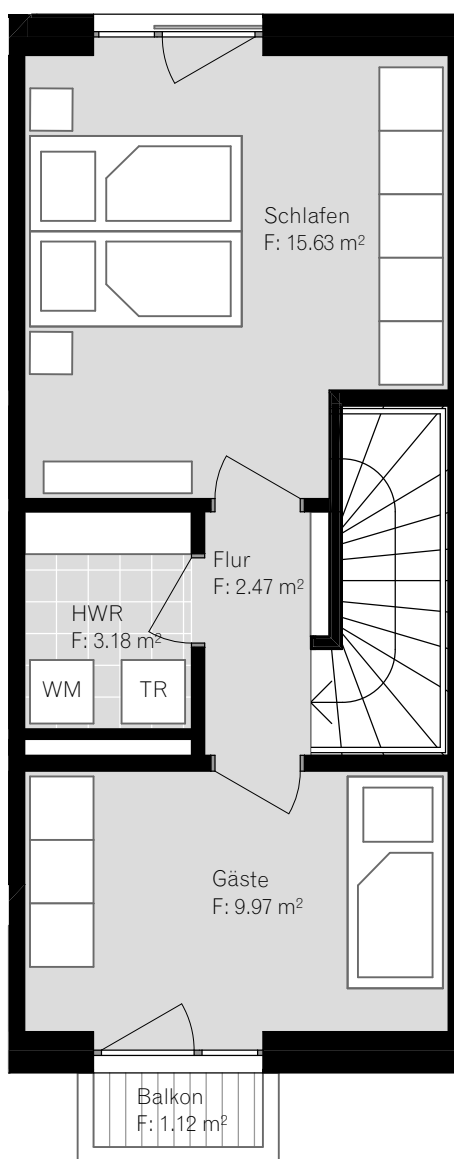 Schlafen
F: 15.63 m²
Flur
F: 2.47 m²
HWR
F: 3.18 m²
WM
TR
Gäste
F: 9.97 m²
Balkon
F: 1.12 m²